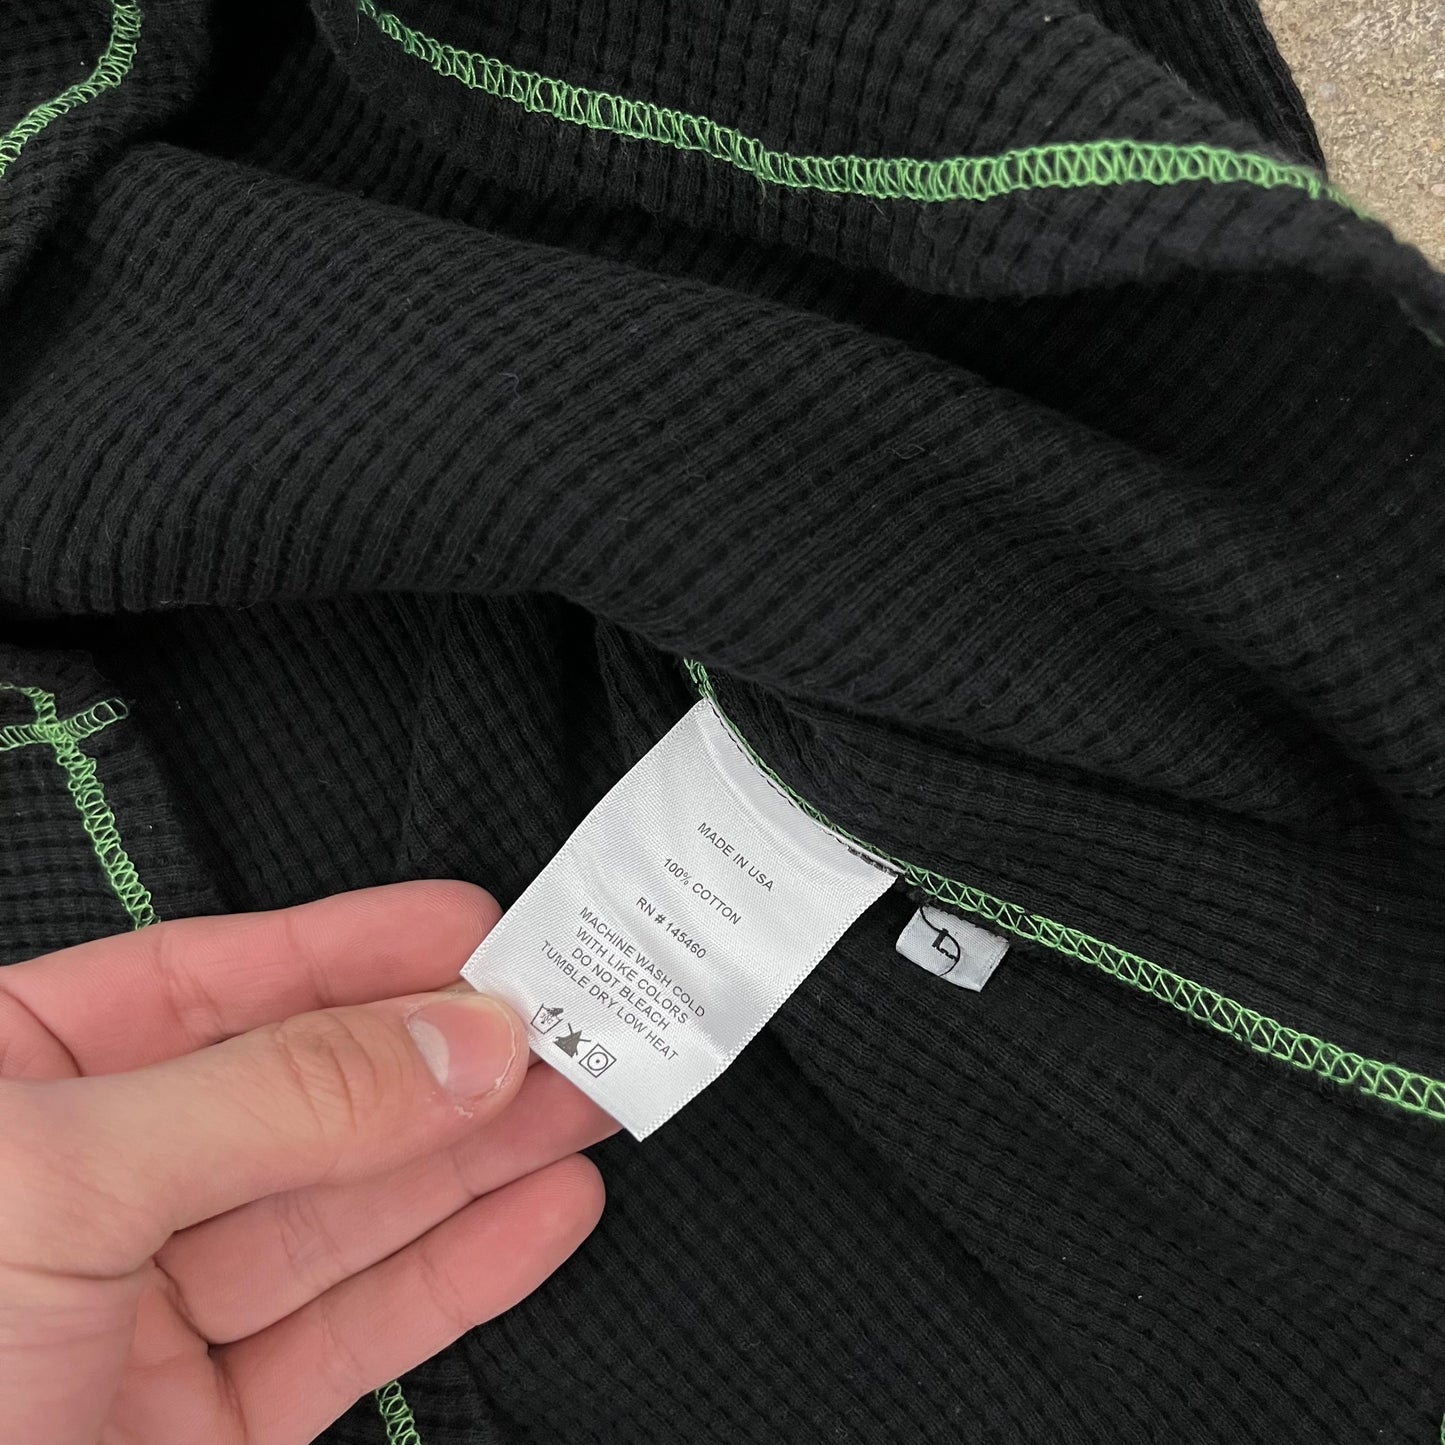 MADE IN USA
100% COTTON
RN # 145460
MACHINE WASH COLD
WITH LIKE COLORS
DO NOT BLEACH
TUMBLE DRY LOW HEAT
L